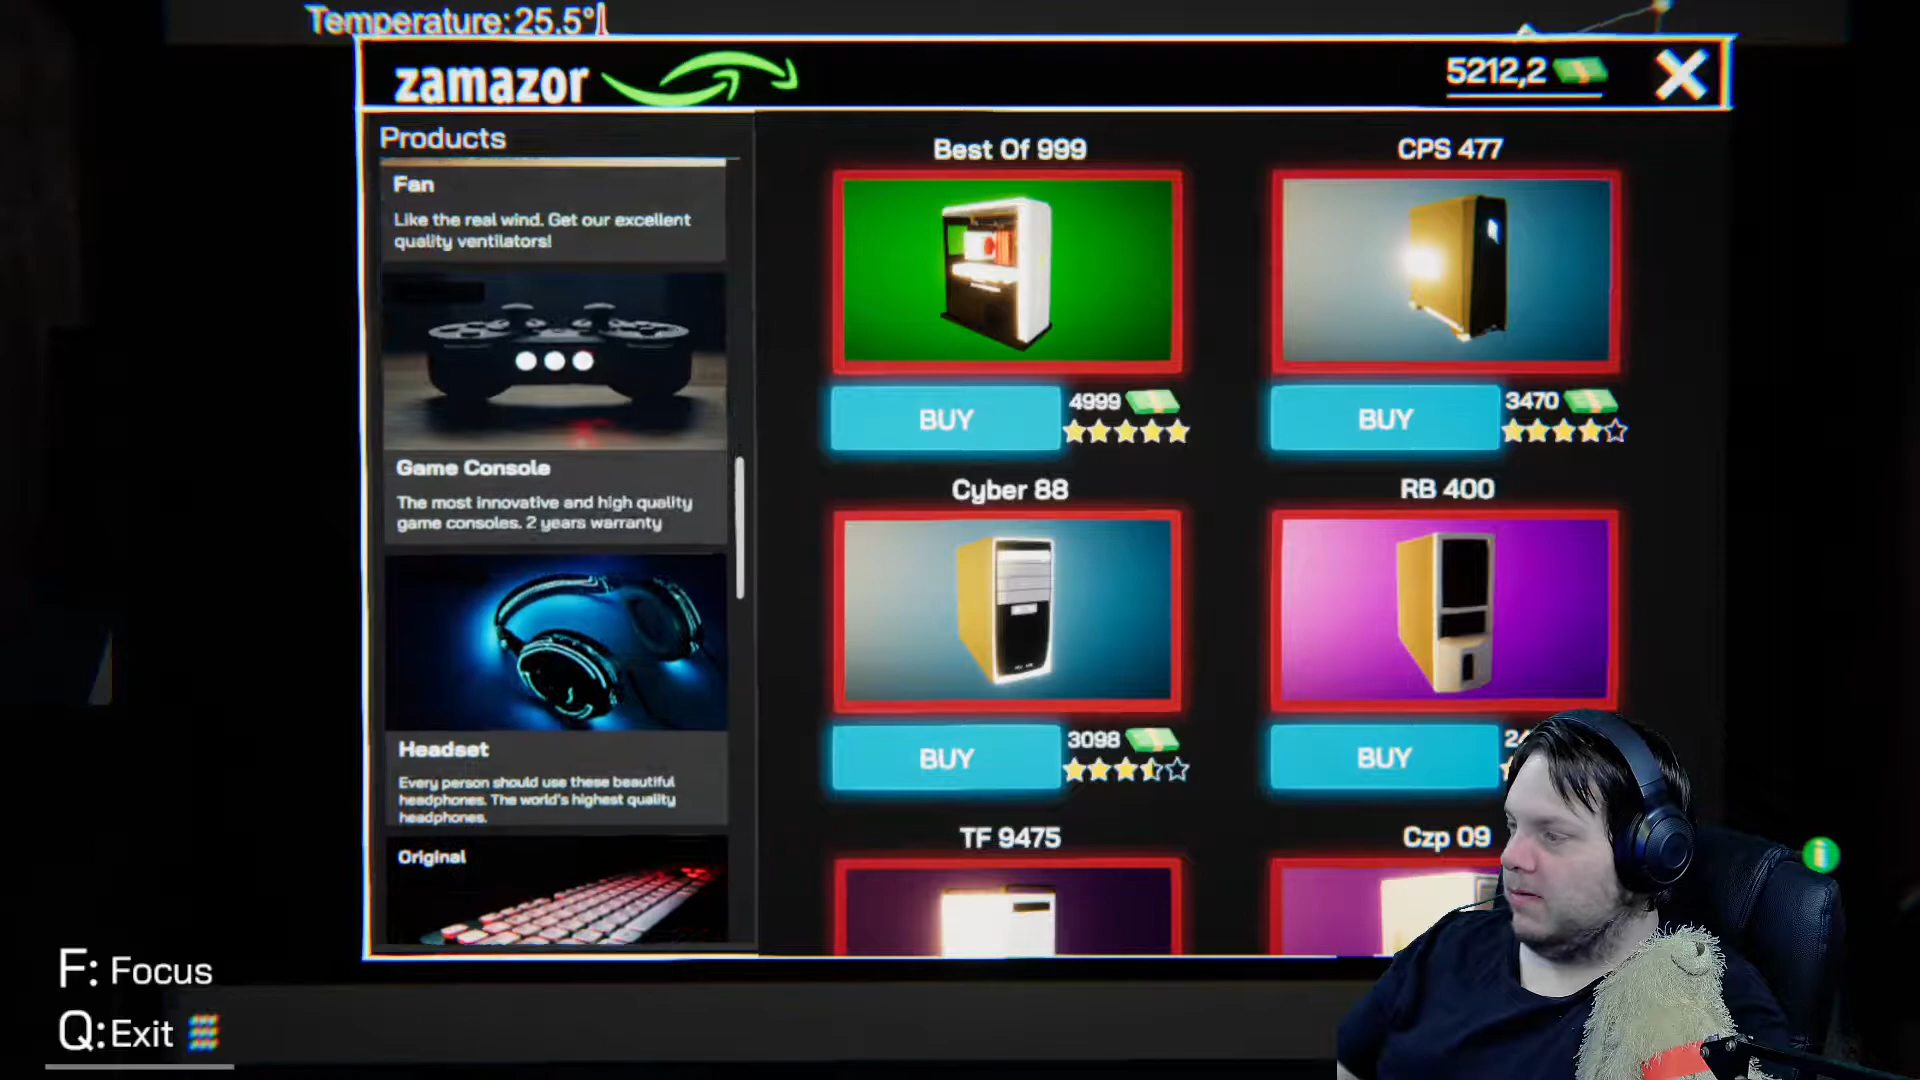 Temperature: 25.5°
zamazor
5212,2
Products
Fan
Like the real wind. Get our excellent
quality ventilators!
Game Console
The most innovative and high quality
game consoles. 2 years warranty
Headset
Every person should use these beautiful
headphones. The world's highest quality
headphones.
Original
Best Of 999
BUY
4999
CPS 477
BUY
3470
Cyber 88
BUY
3098
RB 400
BUY
TF 9475
Czp 09
F: Focus
Q: Exit